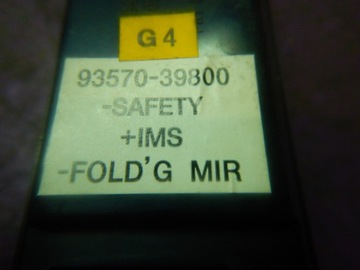 G4
93570-39800
-SAFETY
+IMS
-FOLD'G MIR